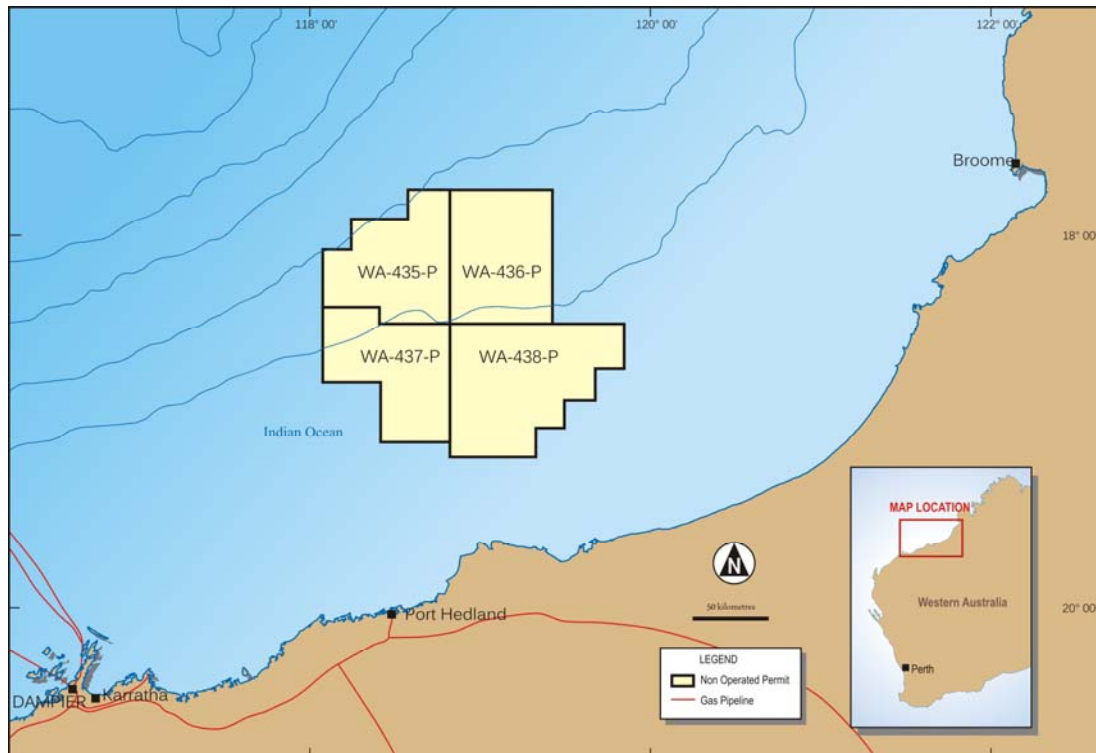 118° 00'
120° 00'
122° 00'
Broome
18° 00'
WA-435-P
WA-436-P
WA-437-P
WA-438-P
Indian Ocean
MAP LOCATION
N
50 kilometres
Western Australia
20° 00'
Port Hedland
LEGEND
Non Operated Permit
Gas Pipeline
Perth
DAMPIER
Karratha